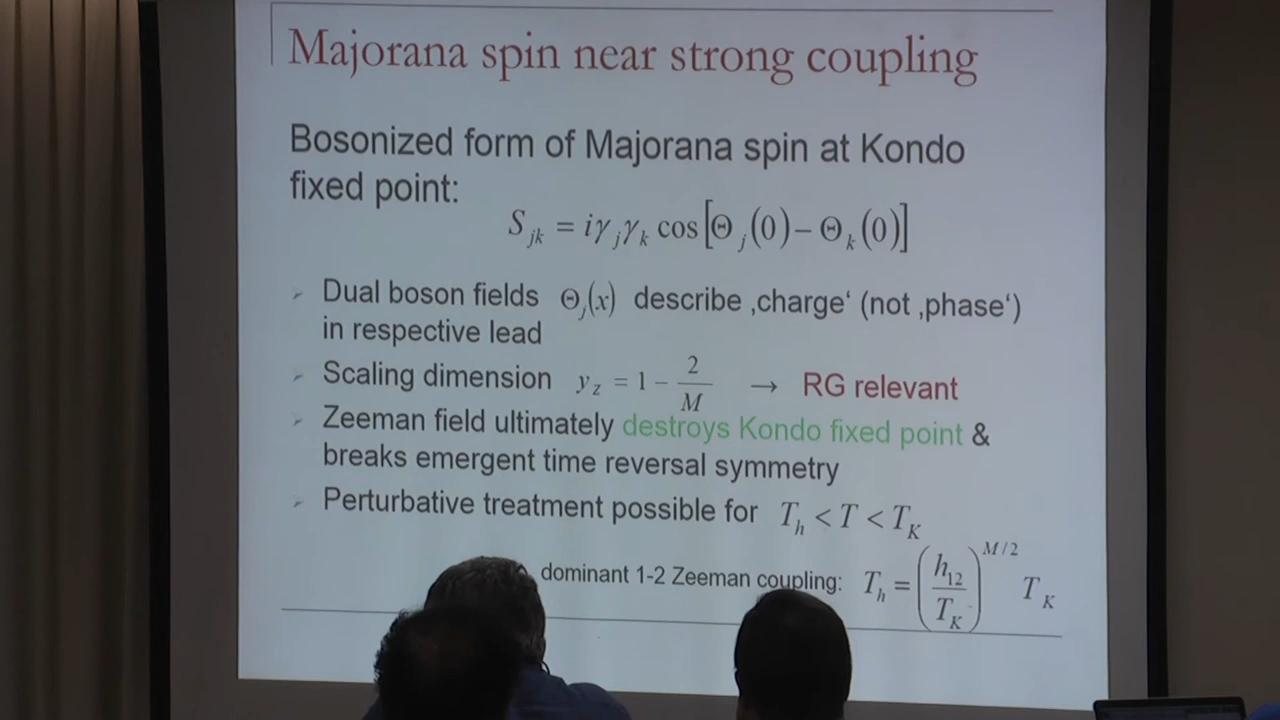 Majorana spin near strong coupling
Bosonized form of Majorana spin at Kondo
fixed point:
S_jk = iγ_jγ_k cos[Θ_j(0) − Θ_k(0)]
Dual boson fields Θ_j(x) describe ‚charge‘ (not ‚phase‘)
in respective lead
Scaling dimension y_Z = 1 − 2/M → RG relevant
Zeeman field ultimately destroys Kondo fixed point &
breaks emergent time reversal symmetry
Perturbative treatment possible for T_h < T < T_K
dominant 1-2 Zeeman coupling: T_h = (h_12/T_K)^{M/2} T_K